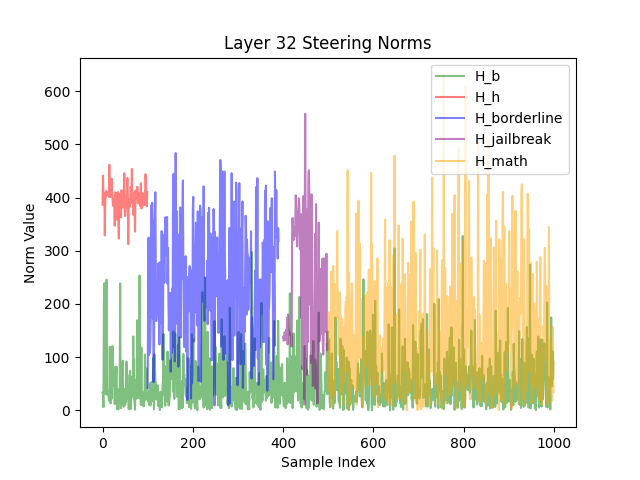 Layer 32 Steering Norms
H_b
H_h
H_borderline
H_jailbreak
H_math
Norm Value
600
500
400
300
200
100
0
0 200 400 600 800 1000
Sample Index